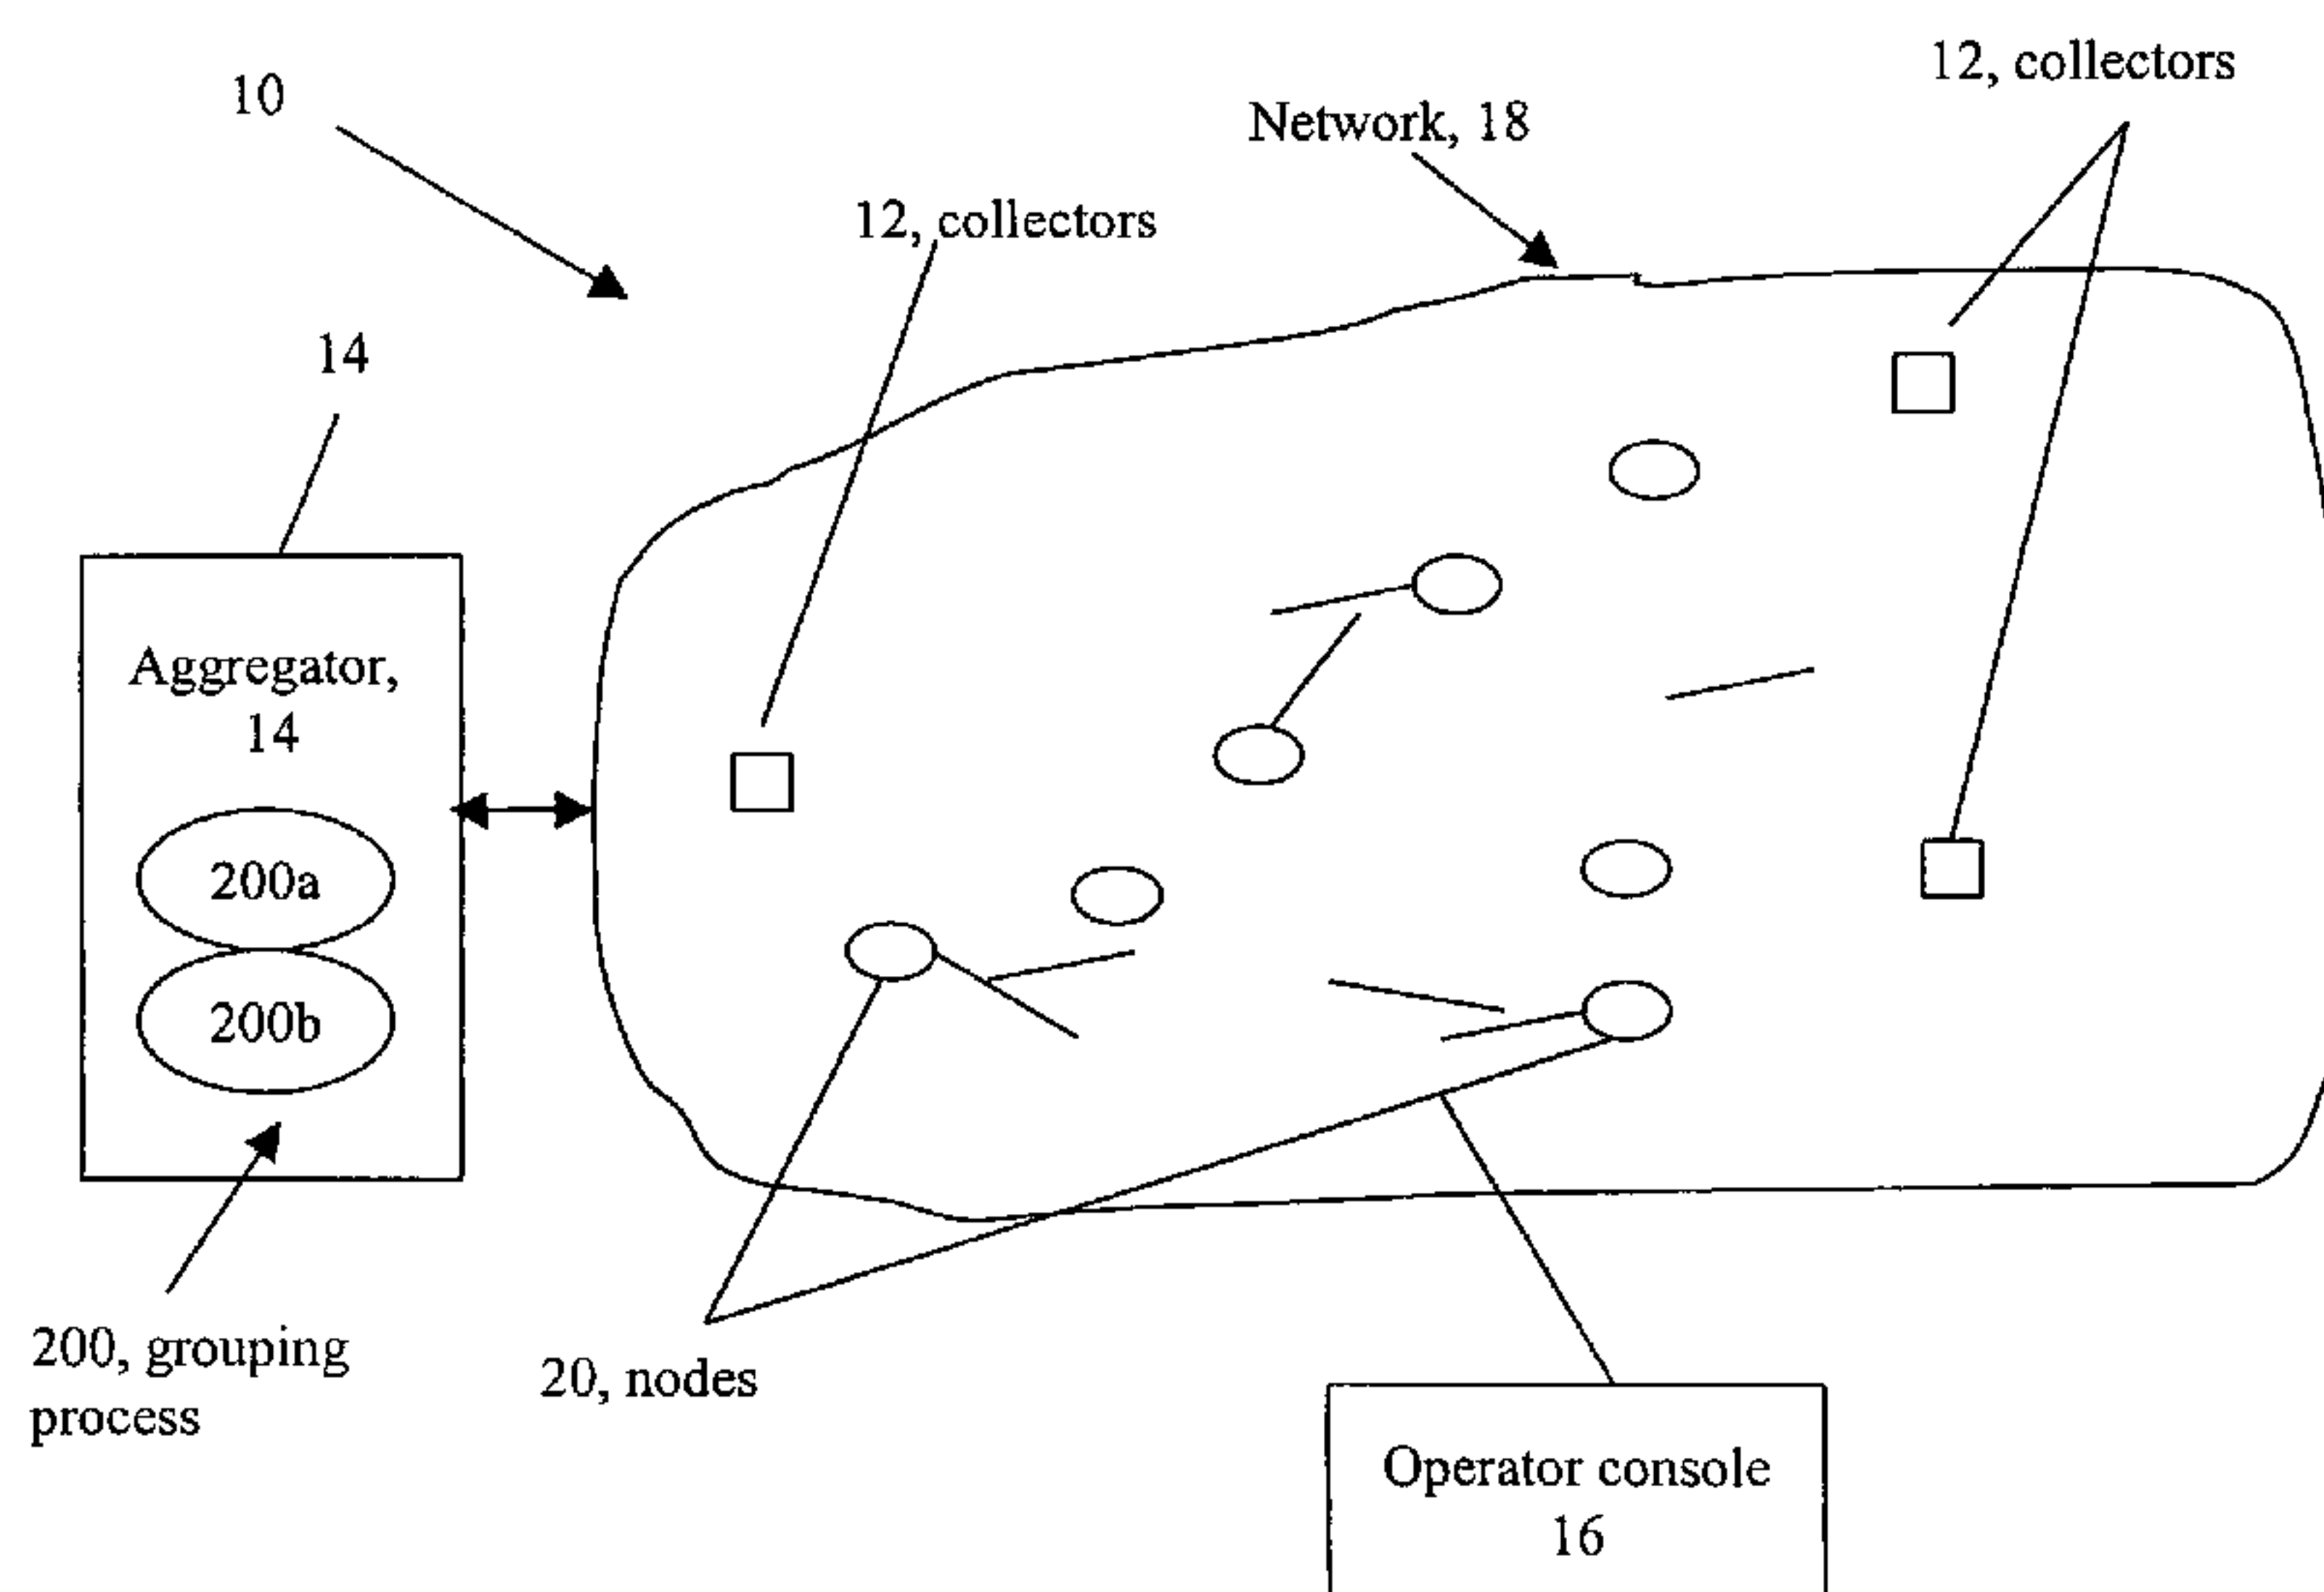 12, collectors
10
Network, 18
12, collectors
14
Aggregator,
14
200a
200b
200, grouping
process
20, nodes
Operator console
16